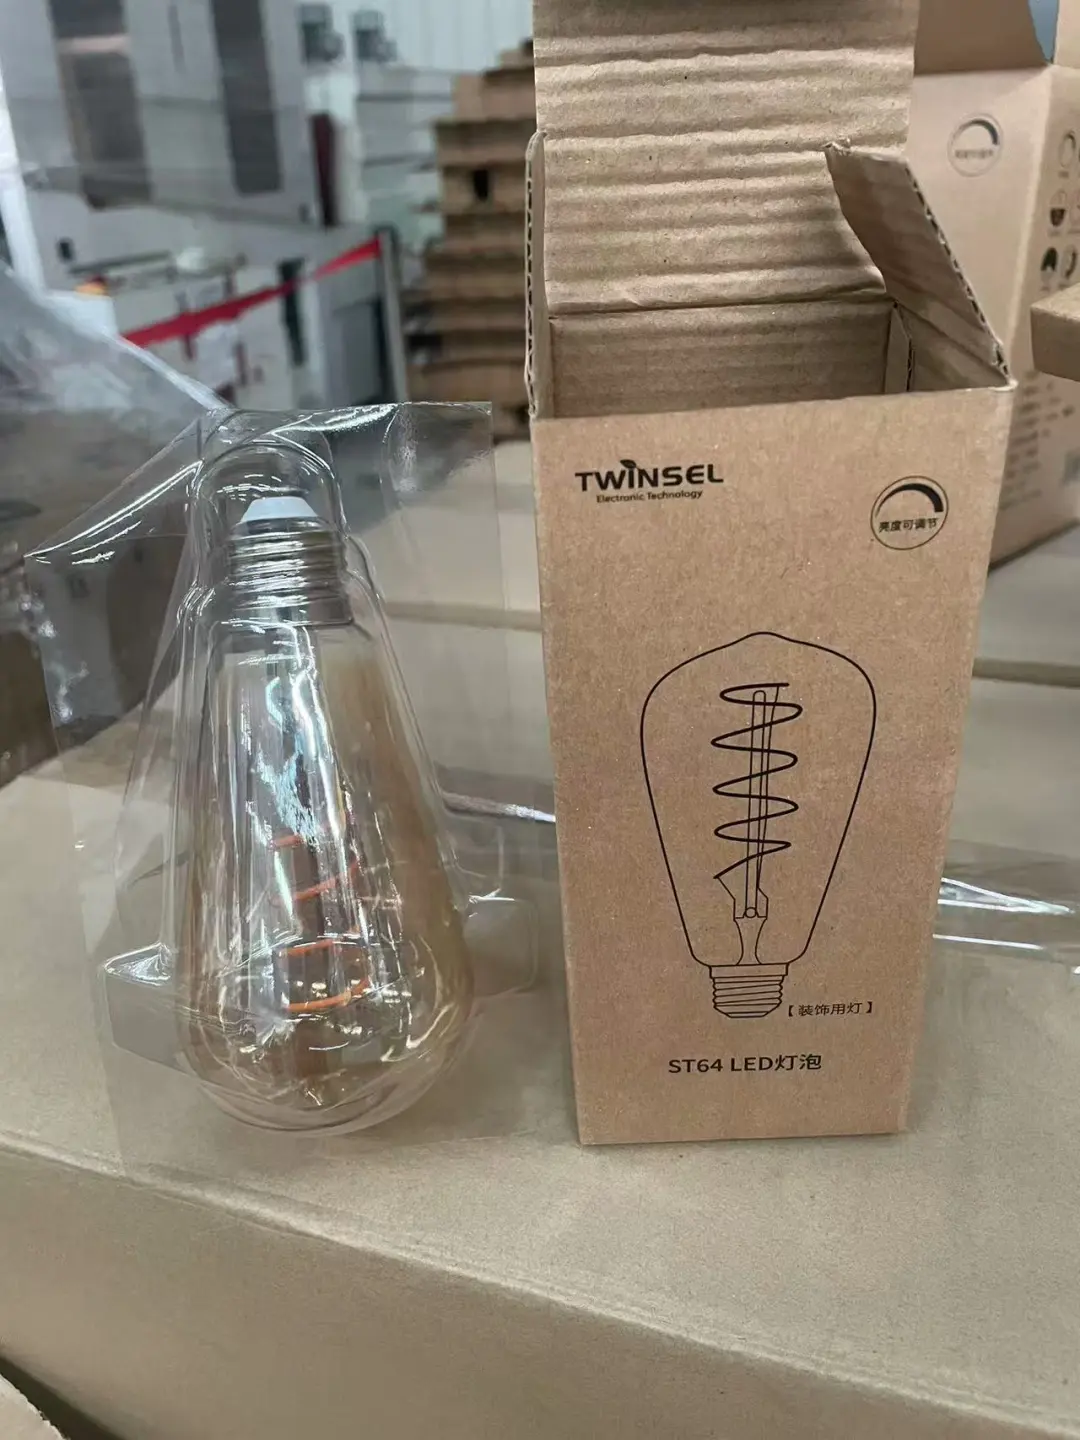 TWINSEL
Electronic Technology
亮度可调节
【装饰用灯】
ST64 LED灯泡